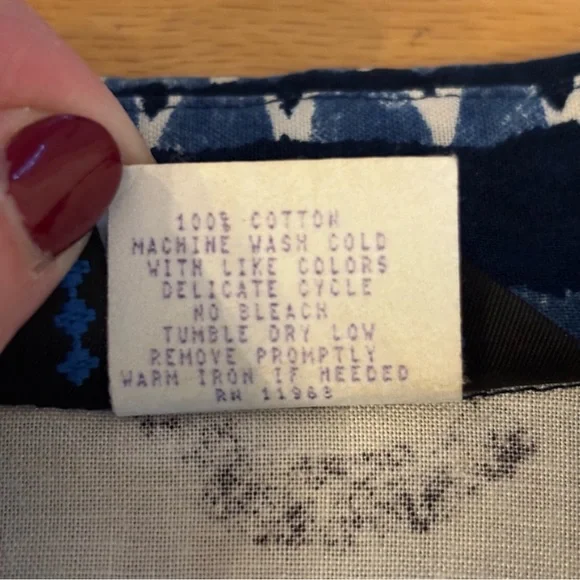 100% COTTON
MACHINE WASH COLD
WITH LIKE COLORS
DELICATE CYCLE
NO BLEACH
TUMBLE DRY LOW
REMOVE PROMPTLY
WARM IRON IF NEEDED
RN